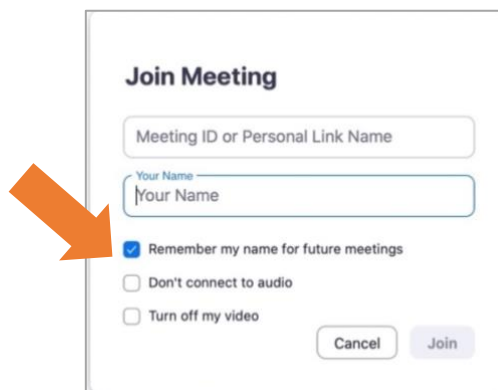 Join Meeting
Meeting ID or Personal Link Name
Your Name
Your Name
Remember my name for future meetings
Don't connect to audio
Turn off my video
Cancel Join